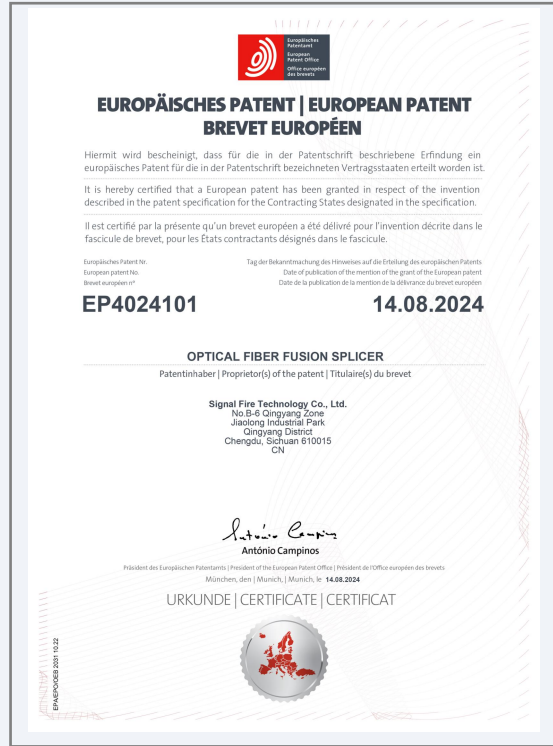 Europäisches
Patentamt
European
Patent Office
Office européen
des brevets
EUROPÄISCHES PATENT | EUROPEAN PATENT
BREVET EUROPÉEN
Hiermit wird bescheinigt, dass für die in der Patentschrift beschriebene Erfindung ein
europäisches Patent für die in der Patentschrift bezeichneten Vertragsstaaten erteilt worden ist.
It is hereby certified that a European patent has been granted in respect of the invention
described in the patent specification for the Contracting States designated in the specification.
Il est certifié par la présente qu'un brevet européen a été délivré pour l'invention décrite dans le
fascicule de brevet, pour les États contractants désignés dans le fascicule.
Europäisches Patent Nr.
European patent No.
Brevet européen n°
Tag der Bekanntmachung des Hinweises auf die Erteilung des europäischen Patents
Date of publication of the mention of the grant of the European patent
Date de la publication de la mention de la délivrance du brevet européen
EP4024101
14.08.2024
OPTICAL FIBER FUSION SPLICER
Patentinhaber | Proprietor(s) of the patent | Titulaire(s) du brevet
Signal Fire Technology Co., Ltd.
No.B-6 Qingyang Zone
Jiaolong Industrial Park
Qingyang District
Chengdu, Sichuan 610015
CN
António Campinos
António Campinos
Präsident des Europäischen Patentamts | President of the European Patent Office | Président de l'Office européen des brevets
München, den | Munich, | Munich, le 14.08.2024
URKUNDE | CERTIFICATE | CERTIFICAT
EPA/EPO/OEB 2031 10.22